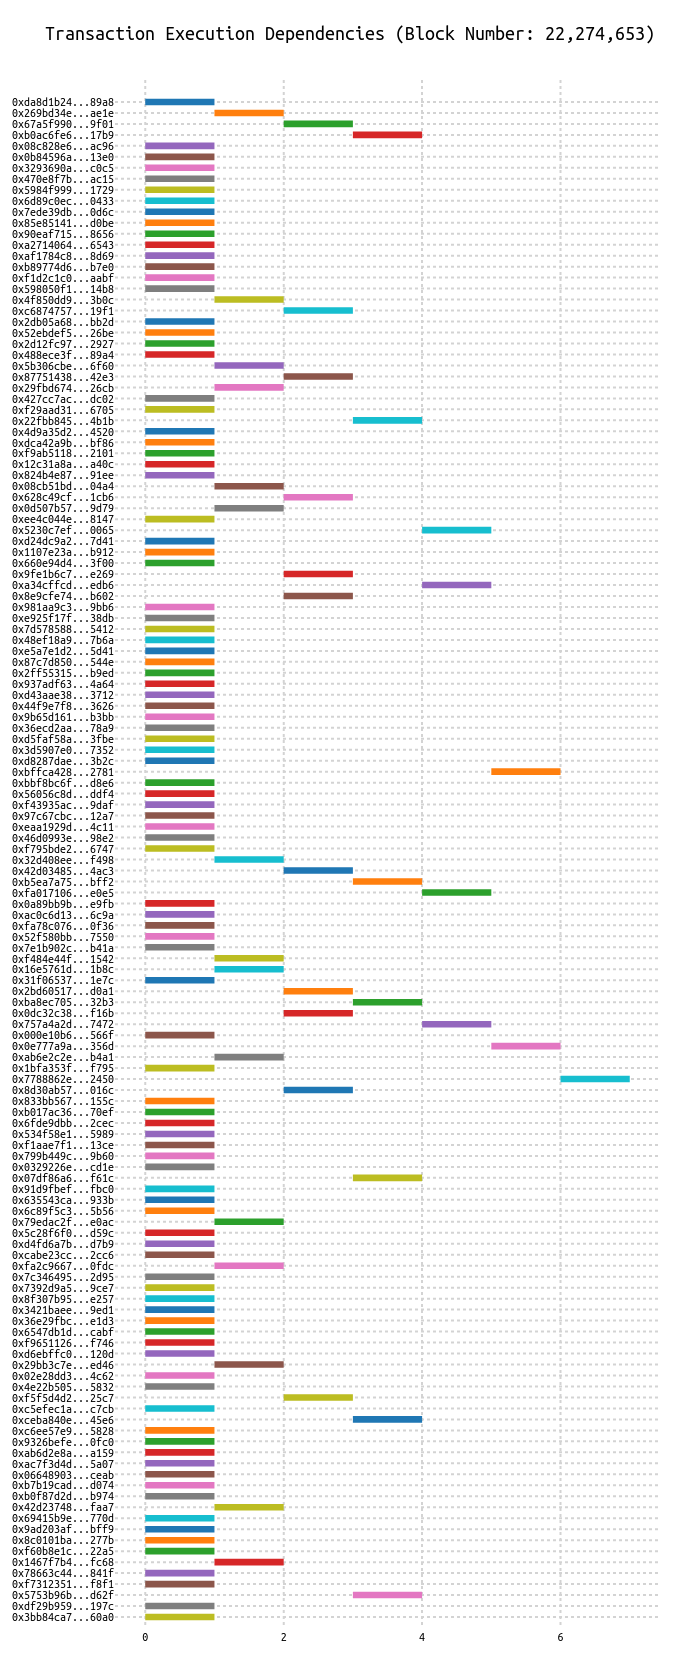 Transaction Execution Dependencies (Block Number: 22,274,653)
0xda8d1b24...89a8
0x269bd34e...ae1e
0x67a5f990...9f01
0xb0ac6fe6...17b9
0x08c828e6...ac96
0x0b84596a...13e0
0x3293690a...c0c5
0x470e8f7b...ac15
0x5984f999...1729
0x6d89c0ec...0433
0x7ede39db...0d6c
0x85e85141...d0be
0x90eaf715...8656
0xa2714064...6543
0xaf1784c8...8d69
0xb89774d6...b7e0
0xf1d2c1c0...aabf
0x598050f1...14b8
0x4f850dd9...3b0c
0xc6874757...19f1
0x2db05a68...bb2d
0x52ebdef5...26be
0x2d12fc97...2927
0x488ece3f...89a4
0x5b306cbe...6f60
0x87751438...42e3
0x29fbd674...26cb
0x427cc7ac...dc02
0xf29aad31...6705
0x22fbb845...4b1b
0x4d9a35d2...4520
0xdca42a9b...bf86
0xf9ab5118...2101
0x12c31a8a...a40c
0x824b4e87...91ee
0x08cb51bd...04a4
0x628c49cf...1cb6
0x0d507b57...9d79
0xee4c044e...8147
0x5230c7ef...0065
0xd24dc9a2...7d41
0x1107e23a...b912
0x660e94d4...3f00
0x9fe1b6c7...e269
0xa34cffcd...edb6
0x8e9cfe74...b602
0x981aa9c3...9bb6
0xe925f17f...38db
0x7d578588...5412
0x48ef18a9...7b6a
0xe5a7e1d2...5d41
0x87c7d850...544e
0x2ff55315...b9ed
0x937adf63...4a64
0xd43aae38...3712
0x44f9e7f8...3626
0x9b65d161...b3bb
0x36ecd2aa...78a9
0xd5faf58a...3fbe
0x3d5907e0...7352
0xd8287dae...3b2c
0xbffca428...2781
0xbbf8bc6f...d8e6
0x56056c8d...ddf4
0xf43935ac...9daf
0x97c67cbc...12a7
0xeaa1929d...4c11
0x46d0993e...98e2
0xf795bde2...6747
0x32d408ee...f498
0x42d03485...4ac3
0xb5ea7a75...bff2
0xfa017106...e0e5
0x0a89bb9b...e9fb
0xac0c6d13...6c9a
0xfa78c076...0f36
0x52f580bb...7550
0x7e1b902c...b41a
0xf484e44f...1542
0x16e5761d...1b8c
0x31f06537...1e7c
0x2bd60517...d0a1
0xba8ec705...32b3
0x0dc32c38...f16b
0x757a4a2d...7472
0x000e10b6...566f
0x0e777a9a...356d
0xab6e2c2e...b4a1
0x1bfa353f...f795
0x7788862e...2450
0x8d30ab57...016c
0x833bb567...155c
0xb017ac36...70ef
0x6fde9dbb...2cec
0x534f58e1...5989
0xf1aae7f1...13ce
0x799b449c...9b60
0x0329226e...cd1e
0x07df86a6...f61c
0x91d9fbef...fbc0
0x635543ca...933b
0x6c89f5c3...5b56
0x79edac2f...e0ac
0x5c28f6f0...d59c
0xd4fd6a7b...d7b9
0xcabe23cc...2cc6
0xfa2c9667...0fdc
0x7c346495...2d95
0x7392d9a5...9ce7
0x8f307b95...e257
0x3421baee...9ed1
0x36e29fbc...e1d3
0x6547db1d...cabf
0xf9651126...f746
0xd6ebffc0...120d
0x29bb3c7e...ed46
0x02e28dd3...4c62
0x4e22b505...5832
0xf5f5d4d2...25c7
0xc5efec1a...c7cb
0xceba840e...45e6
0xc6ee57e9...5828
0x9326befe...0fc0
0xab6d2e8a...a159
0xac7f3d4d...5a07
0x06648903...ceab
0xb7b19cad...d074
0xb0f87d2d...b974
0x42d23748...faa7
0x69415b9e...770d
0x9ad203af...bff9
0x8c0101ba...277b
0xf60b8e1c...22a5
0x1467f7b4...fc68
0x78663c44...841f
0xf7312351...f8f1
0x5753b96b...d62f
0xdf29b959...197c
0x3bb84ca7...60a0
0 2 4 6